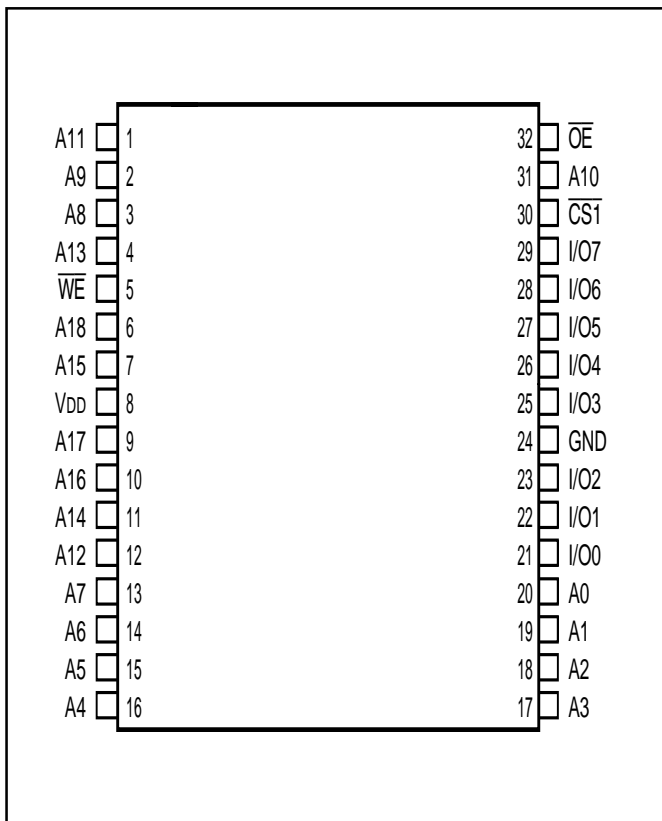 A11 1 32 O̅E̅
A9 2 31 A10
A8 3 30 C̅S̅1̅
A13 4 29 I/O7
W̅E̅ 5 28 I/O6
A18 6 27 I/O5
A15 7 26 I/O4
VDD 8 25 I/O3
A17 9 24 GND
A16 10 23 I/O2
A14 11 22 I/O1
A12 12 21 I/O0
A7 13 20 A0
A6 14 19 A1
A5 15 18 A2
A4 16 17 A3